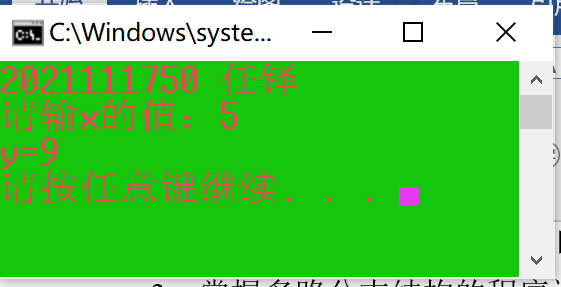 C:\Windows\syste...
2021111750 任铎
请输x的值：5
y=9
请按任意键继续. . .